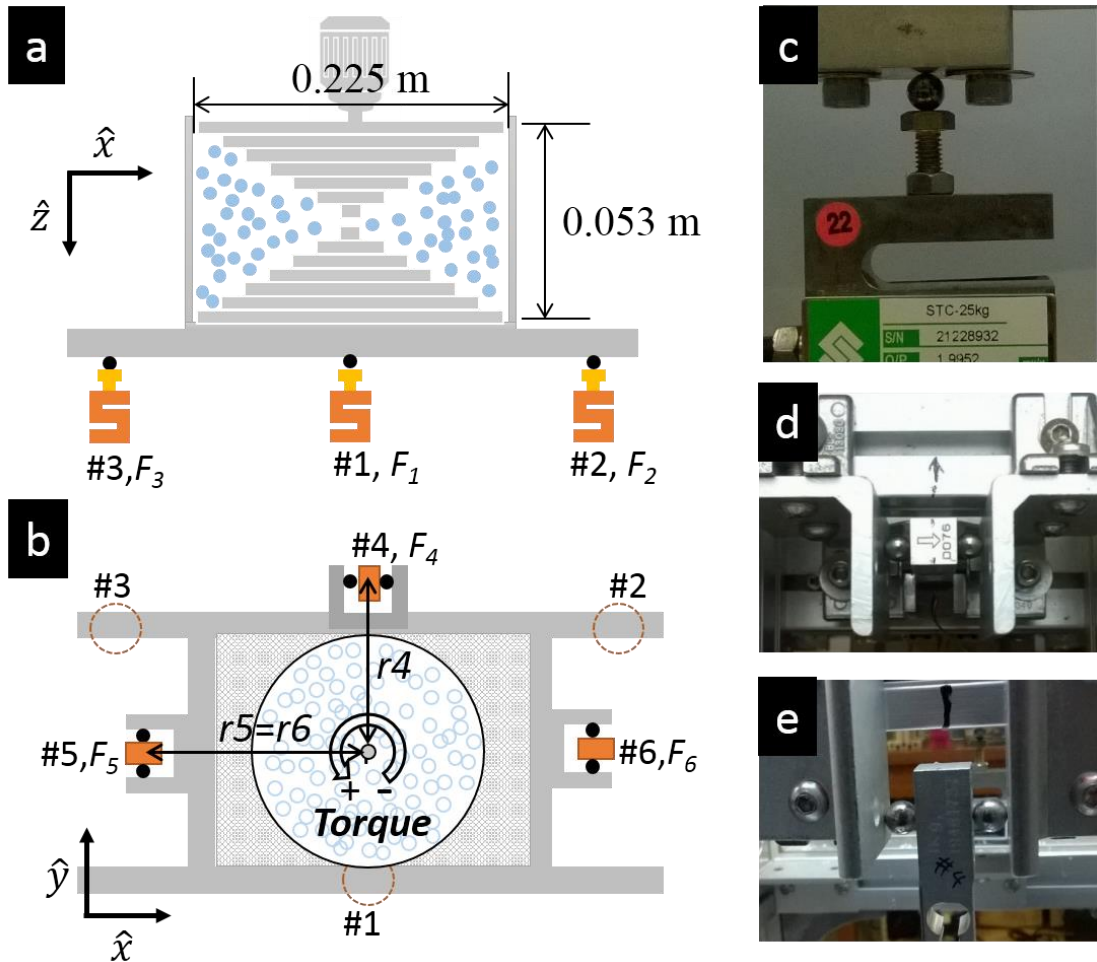 a
0.225 m
x̂
ẑ
0.053 m
#3,F3
#1, F1
#2, F2
b
#4, F4
#3
#2
r4
r5=r6
#5,F5
#6,F6
+ -
Torque
ŷ
x̂
#1
c
22
STC-25kg
S/N 21228932
O/P 1.9952
d
e
#4